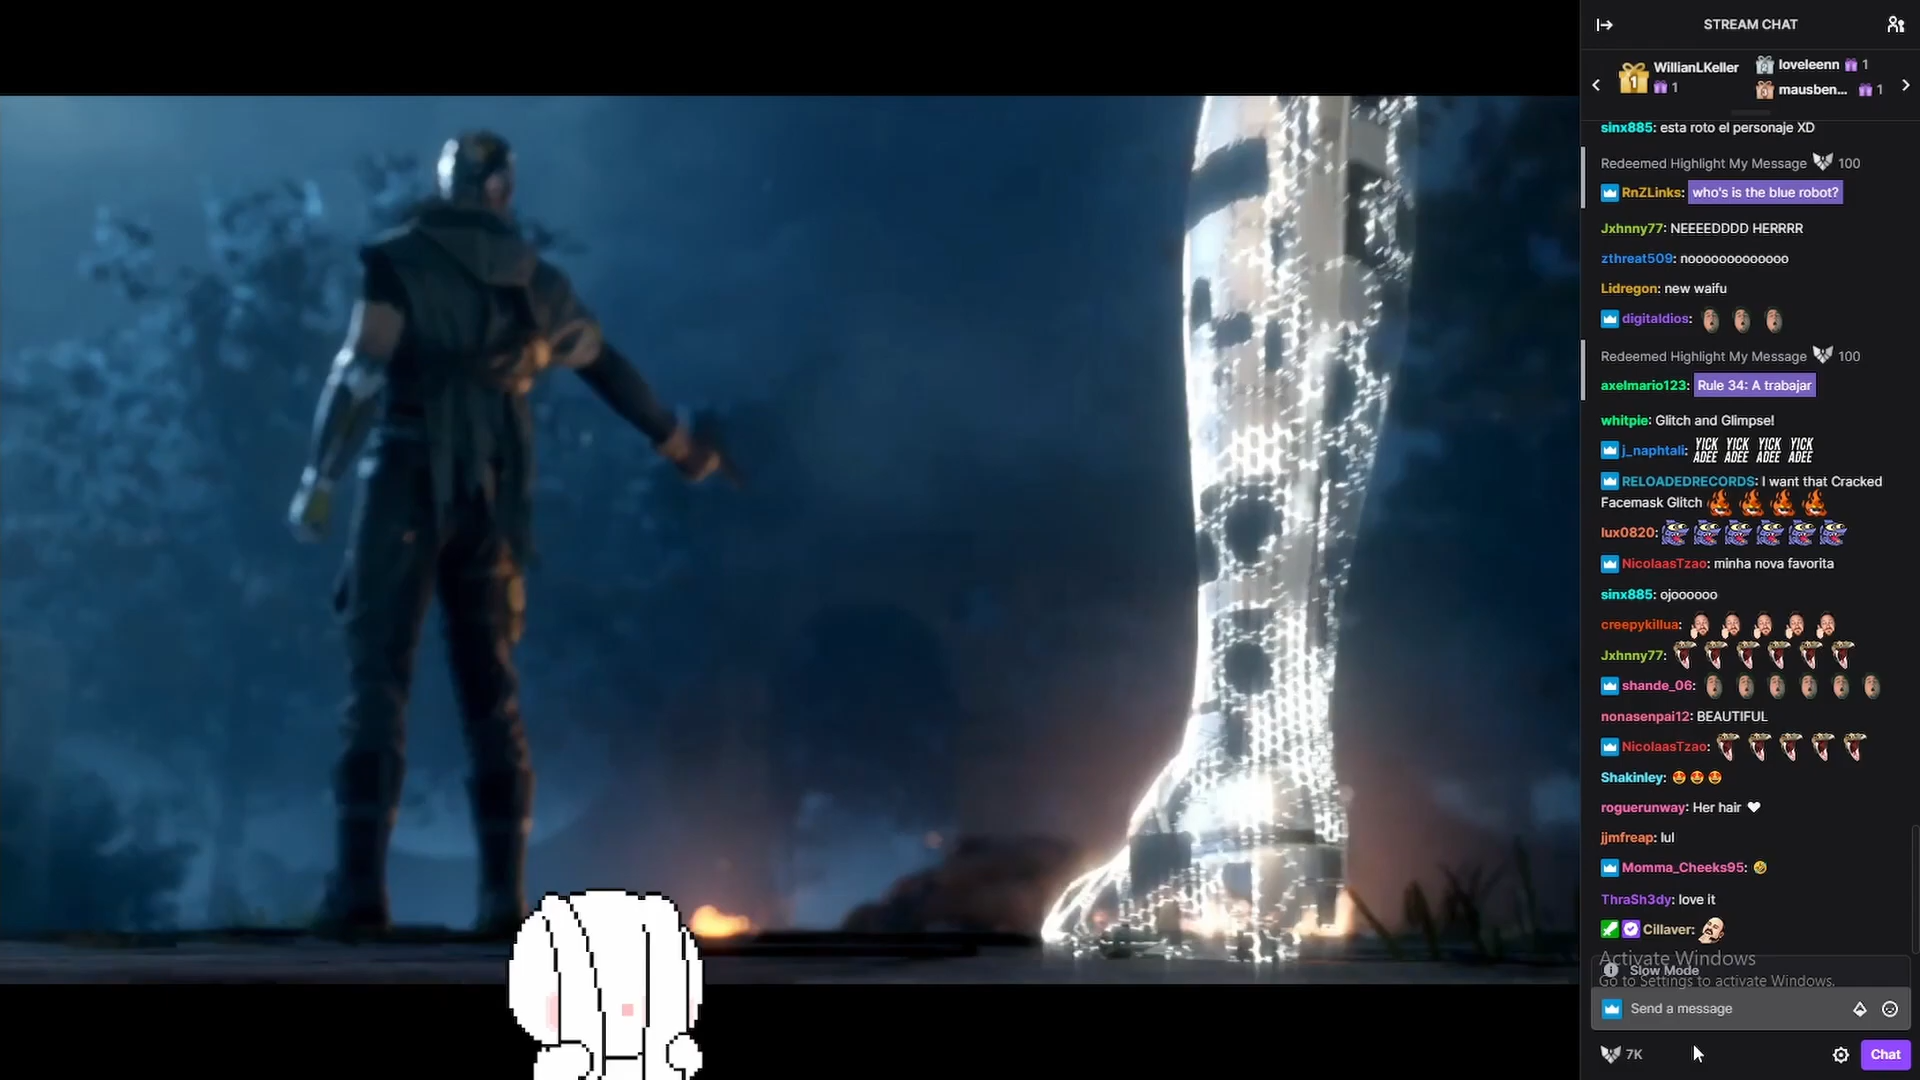 STREAM CHAT
WillianLKeller
1
loveleenn 1
mausben... 1
sinx885: esta roto el personaje XD
Redeemed Highlight My Message 100
RnZLinks: who's is the blue robot?
Jxhnny77: NEEEEDDDD HERRRR
zthreat509: nooooooooooooo
Lidregon: new waifu
digitaldios:
Redeemed Highlight My Message 100
axelmario123: Rule 34: A trabajar
whitpie: Glitch and Glimpse!
j_naphtali: YICK ADEE YICK ADEE YICK ADEE YICK ADEE
RELOADEDRECORDS: I want that Cracked
Facemask Glitch
lux0820:
NicolaasTzao: minha nova favorita
sinx885: ojoooooo
creepykillua:
Jxhnny77:
shande_06:
nonasenpai12: BEAUTIFUL
NicolaasTzao:
Shakinley:
roguerunway: Her hair
jjmfreap: lul
Momma_Cheeks95:
ThraSh3dy: love it
Cillaver:
Activate Windows
Slow Mode
Go to Settings to activate Windows.
Send a message
7K
Chat